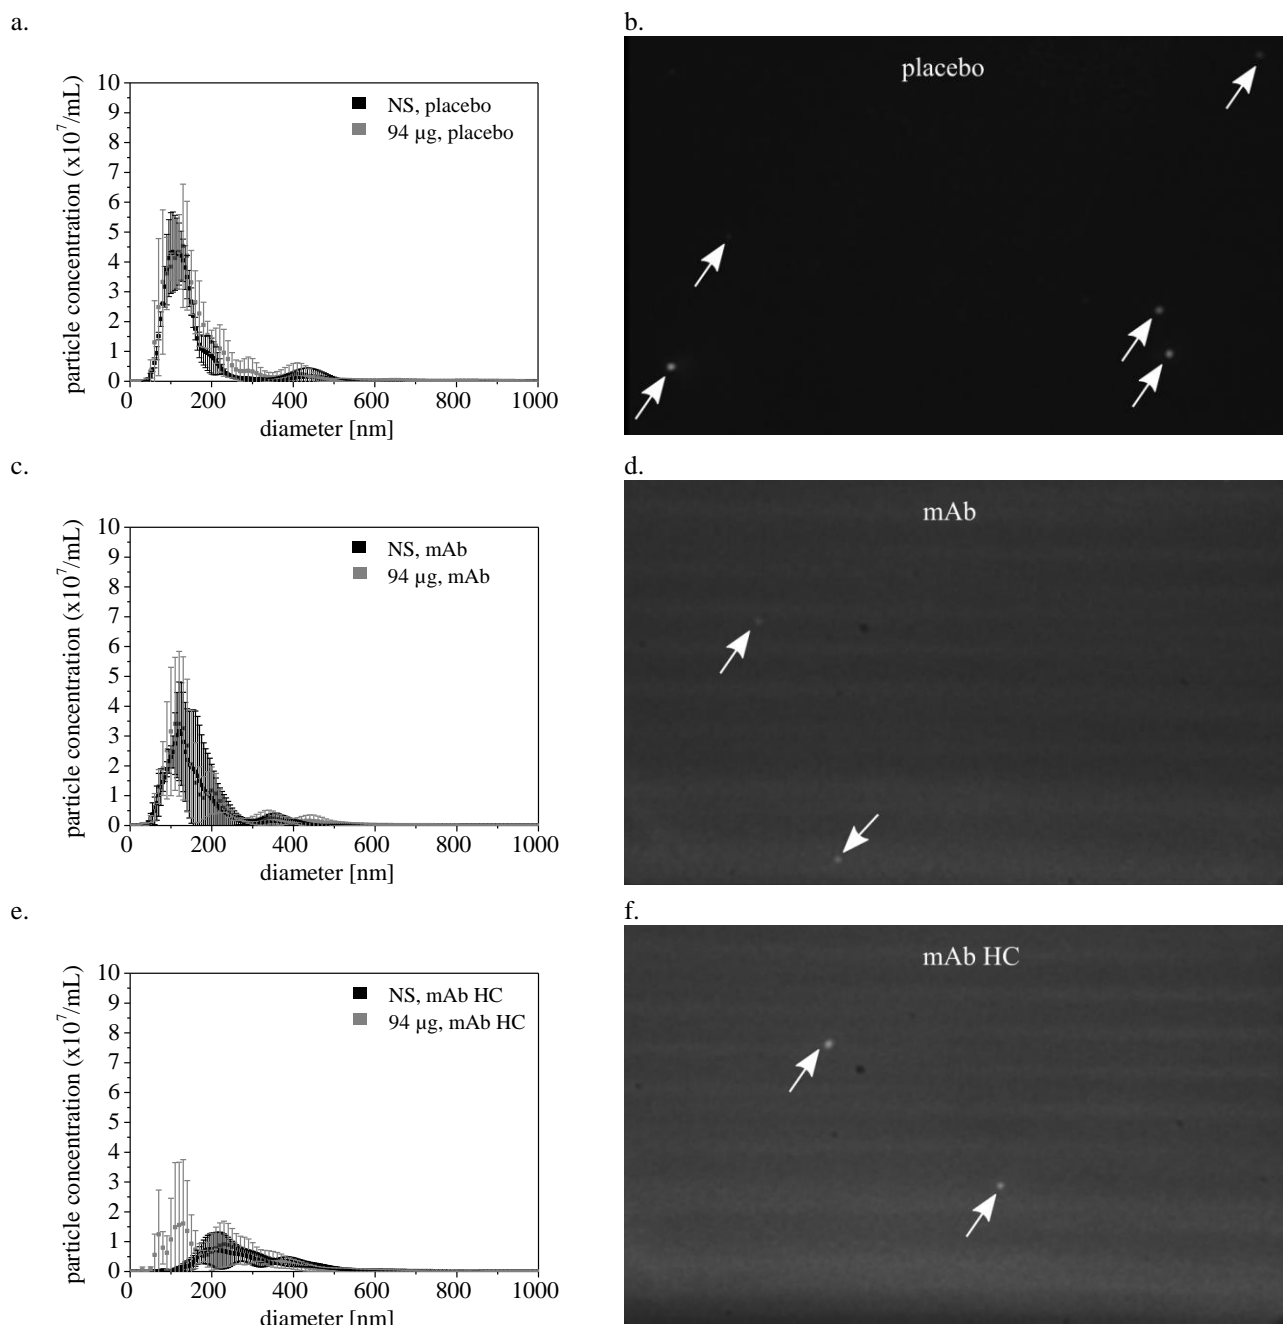 a.
particle concentration (x10⁷/mL)
10
9
8
7
6
5
4
3
2
1
0
NS, placebo
94 µg, placebo
0 200 400 600 800 1000
diameter [nm]
b.
placebo
c.
particle concentration (x10⁷/mL)
10
9
8
7
6
5
4
3
2
1
0
NS, mAb
94 µg, mAb
0 200 400 600 800 1000
diameter [nm]
d.
mAb
e.
particle concentration (x10⁷/mL)
10
9
8
7
6
5
4
3
2
1
0
NS, mAb HC
94 µg, mAb HC
0 200 400 600 800 1000
diameter [nm]
f.
mAb HC